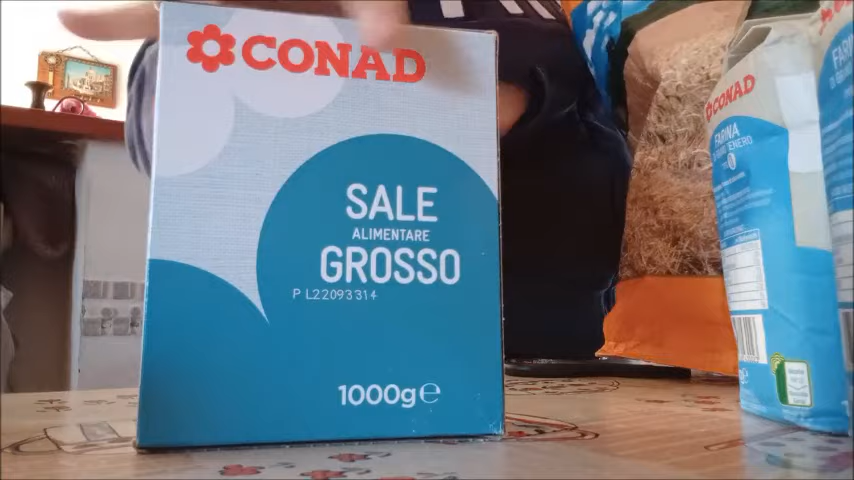 CONAD
SALE
ALIMENTARE
GROSSO
P L22093314
1000g℮
CONAD
FARINA